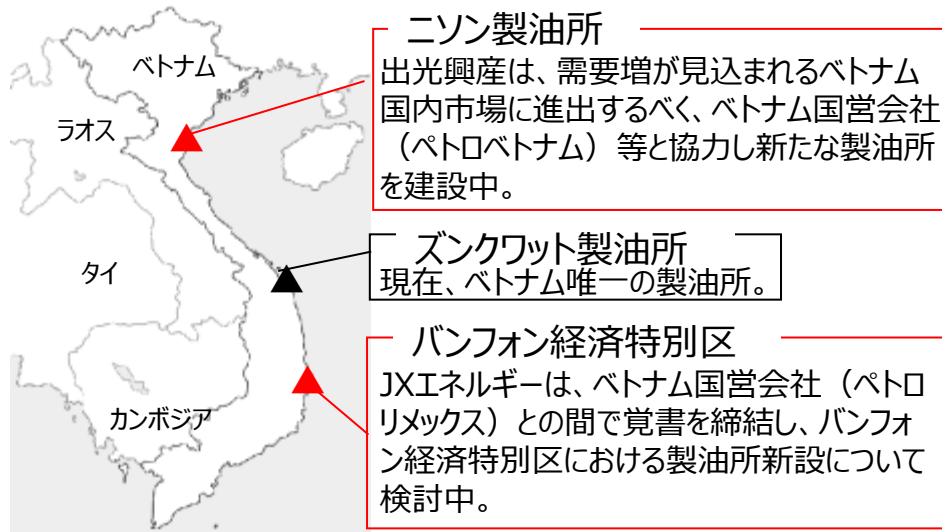 ベトナム
ラオス
タイ
カンボジア
ニソン製油所
出光興産は、需要増が見込まれるベトナム
国内市場に進出するべく、ベトナム国営会社
（ペトロベトナム）等と協力し新たな製油所
を建設中。
ズンクワット製油所
現在、ベトナム唯一の製油所。
バンフォン経済特別区
JXエネルギーは、ベトナム国営会社（ペトロ
リメックス）との間で覚書を締結し、バンフォ
ン経済特別区における製油所新設について
検討中。